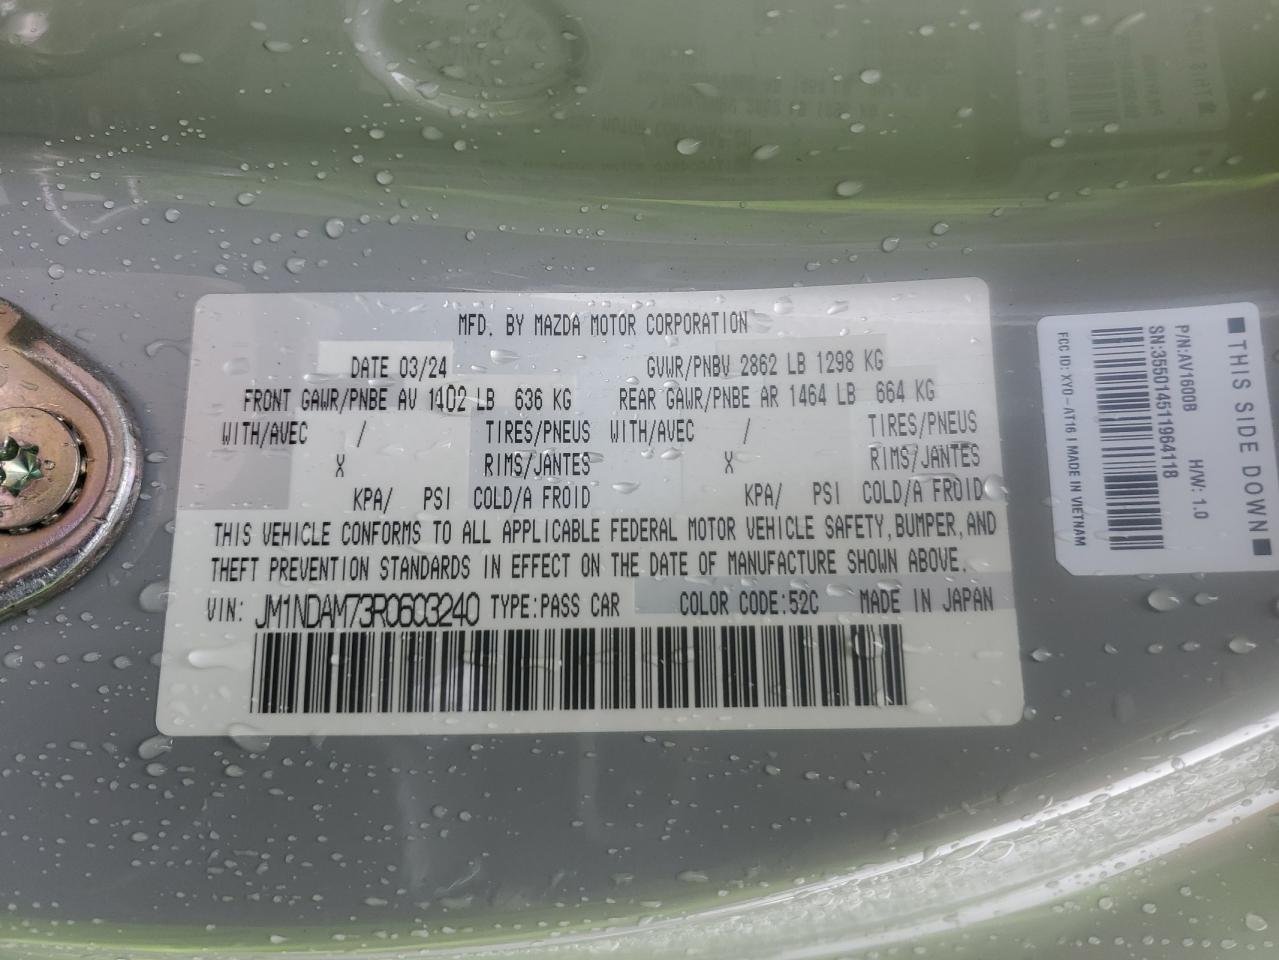 MFD. BY MAZDA MOTOR CORPORATION
DATE 03/24 GVWR/PNBV 2862 LB 1298 KG
FRONT GAWR/PNBE AV 1402 LB 636 KG REAR GAWR/PNBE AR 1464 LB 664 KG
WITH/AVEC / TIRES/PNEUS WITH/AVEC / TIRES/PNEUS
X RIMS/JANTES X RIMS/JANTES
KPA/ PSI COLD/A FROID KPA/ PSI COLD/A FROID
THIS VEHICLE CONFORMS TO ALL APPLICABLE FEDERAL MOTOR VEHICLE SAFETY, BUMPER, AND
THEFT PREVENTION STANDARDS IN EFFECT ON THE DATE OF MANUFACTURE SHOWN ABOVE.
VIN: JM1NDAM73R0603240 TYPE:PASS CAR COLOR CODE:52C MADE IN JAPAN
■ THIS SIDE DOWN ■
P/N:AV1600B H/W: 1.0
SN:355014511964118
FCC ID: XYO-AT16 I MADE IN VIETNAM